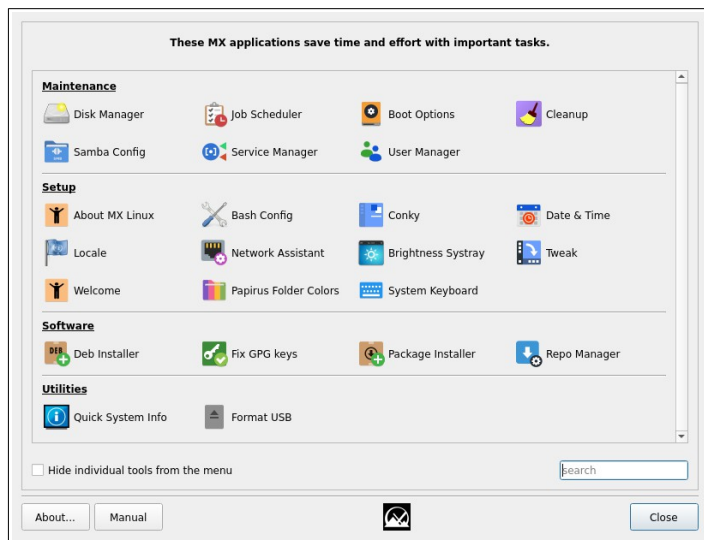 These MX applications save time and effort with important tasks.
Maintenance
Disk Manager Job Scheduler Boot Options Cleanup
Samba Config Service Manager User Manager
Setup
About MX Linux Bash Config Conky Date & Time
Locale Network Assistant Brightness Systray Tweak
Welcome Papirus Folder Colors System Keyboard
Software
DEB Deb Installer Fix GPG keys Package Installer Repo Manager
Utilities
Quick System Info Format USB
Hide individual tools from the menu search
About... Manual Close